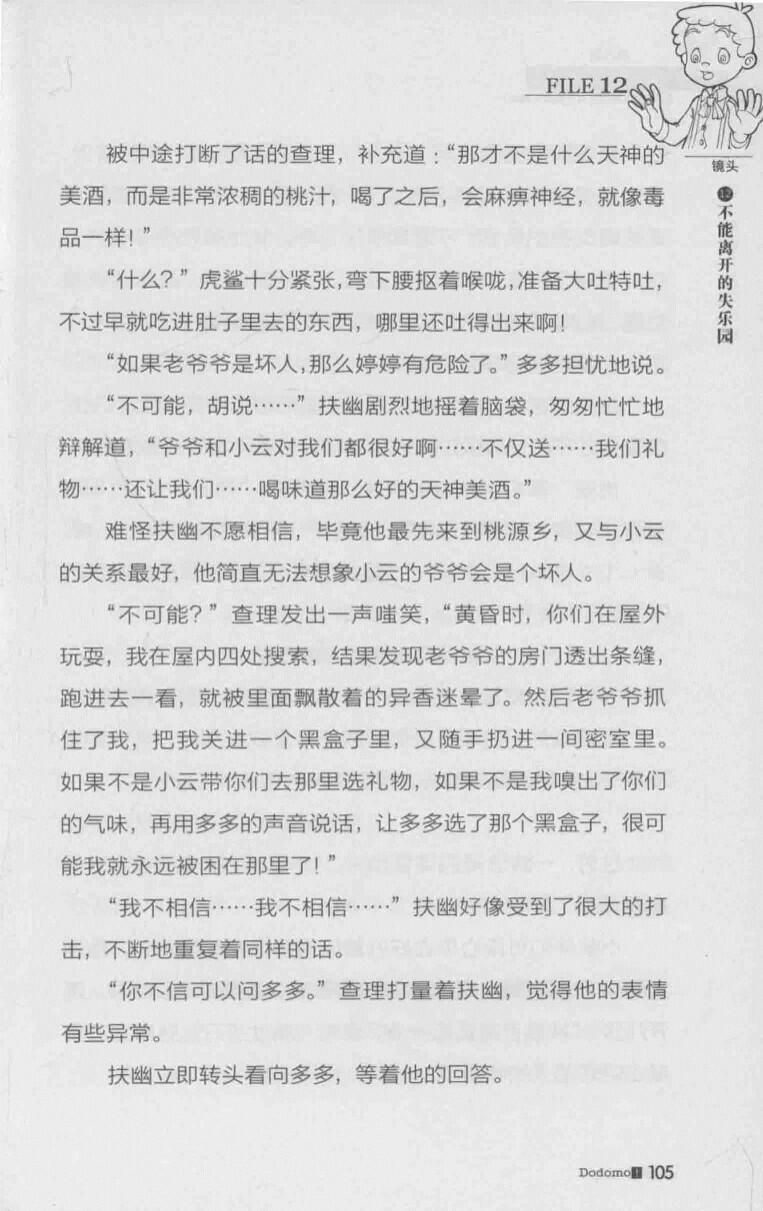 FILE 12
镜头
⑫不能离开的失乐园
被中途打断了话的查理，补充道：“那才不是什么天神的
美酒，而是非常浓稠的桃汁，喝了之后，会麻痹神经，就像毒
品一样！”
“什么？”虎鲨十分紧张，弯下腰抠着喉咙，准备大吐特吐，
不过早就吃进肚子里去的东西，哪里还吐得出来啊！
“如果老爷爷是坏人，那么婷婷有危险了。”多多担忧地说。
“不可能，胡说……”扶幽剧烈地摇着脑袋，匆匆忙忙地
辩解道，“爷爷和小云对我们都很好啊……不仅送……我们礼
物……还让我们……喝味道那么好的天神美酒。”
难怪扶幽不愿相信，毕竟他最先来到桃源乡，又与小云
的关系最好，他简直无法想象小云的爷爷会是个坏人。
“不可能？”查理发出一声嗤笑，“黄昏时，你们在屋外
玩耍，我在屋内四处搜索，结果发现老爷爷的房门透出条缝，
跑进去一看，就被里面飘散着的异香迷晕了。然后老爷爷抓
住了我，把我关进一个黑盒子里，又随手扔进一间密室里。
如果不是小云带你们去那里选礼物，如果不是我嗅出了你们
的气味，再用多多的声音说话，让多多选了那个黑盒子，很可
能我就永远被困在那里了！”
“我不相信……我不相信……”扶幽好像受到了很大的打
击，不断地重复着同样的话。
“你不信可以问多多。”查理打量着扶幽，觉得他的表情
有些异常。
扶幽立即转头看向多多，等着他的回答。
Dodomo! 105